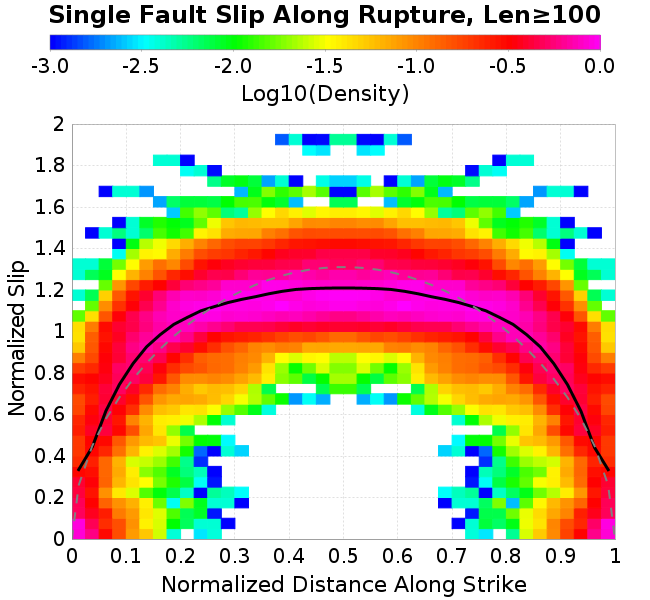 Single Fault Slip Along Rupture, Len≥100
-3.0 -2.5 -2.0 -1.5 -1.0 -0.5 0.0
Log10(Density)
2
1.8
1.6
1.4
1.2
1
0.8
0.6
0.4
0.2
0
Normalized Slip
0 0.1 0.2 0.3 0.4 0.5 0.6 0.7 0.8 0.9 1
Normalized Distance Along Strike